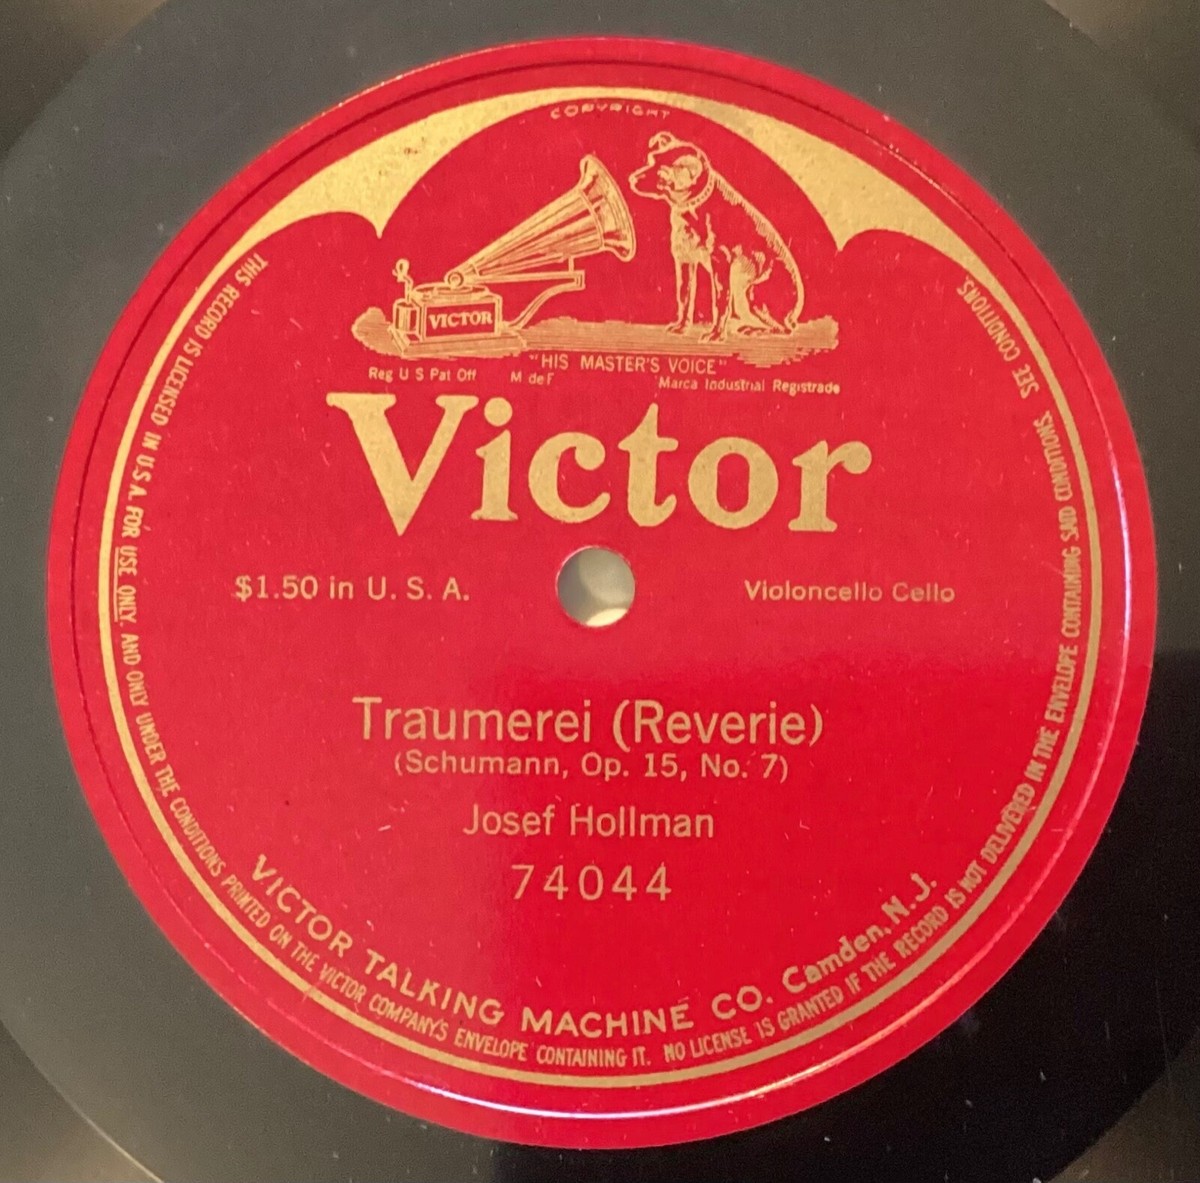 COPYRIGHT
VICTOR
"HIS MASTER'S VOICE"
Reg U S Pat Off M de F Marca Industrial Registrade
Victor
$1.50 in U. S. A.
Violoncello Cello
Traumerei (Reverie)
(Schumann, Op. 15, No. 7)
Josef Hollman
74044
VICTOR TALKING MACHINE CO. Camden, N. J.
THIS RECORD IS LICENSED IN U.S.A. FOR USE ONLY, AND ONLY UNDER THE CONDITIONS PRINTED ON THE VICTOR COMPANY'S ENVELOPE CONTAINING IT. NO LICENSE IS GRANTED IF THE RECORD IS NOT DELIVERED IN THE ENVELOPE CONTAINING SAID CONDITIONS. SEE CONDITIONS.